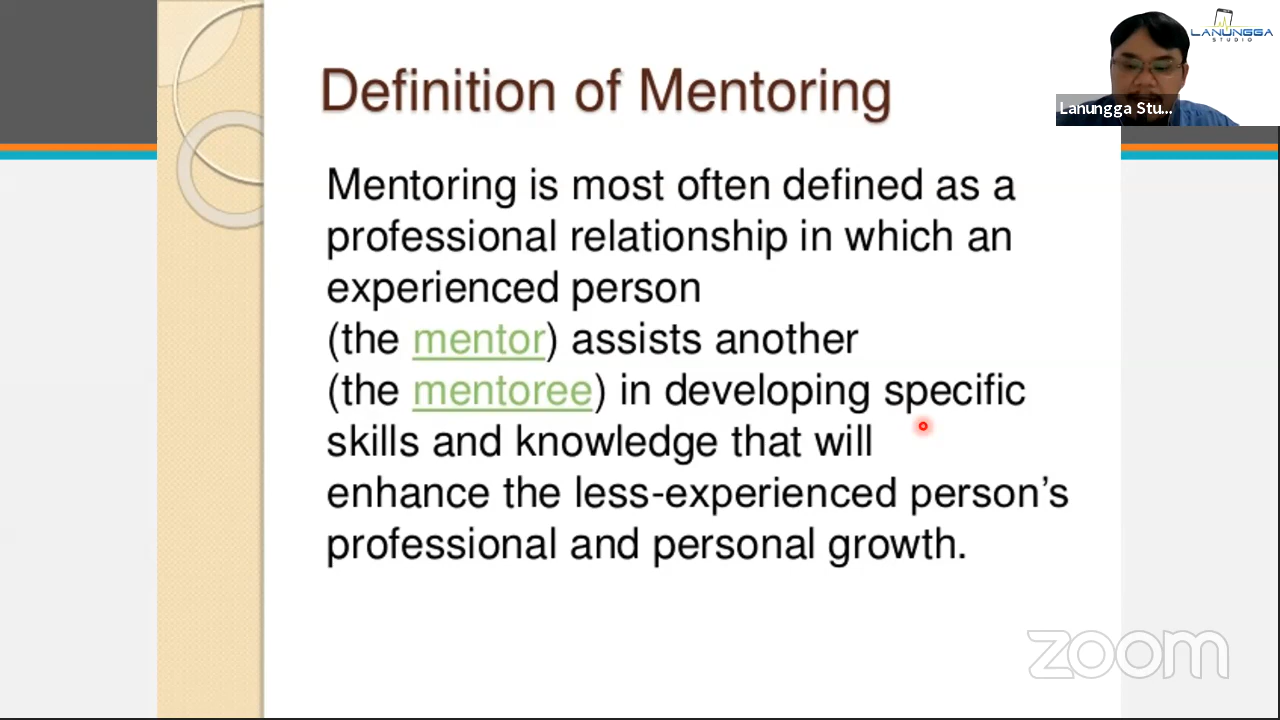 LANUNGGA
STUDIO
Lanungga Stu...
Definition of Mentoring
Mentoring is most often defined as a
professional relationship in which an
experienced person
(the mentor) assists another
(the mentoree) in developing specific
skills and knowledge that will
enhance the less-experienced person’s
professional and personal growth.
zoom